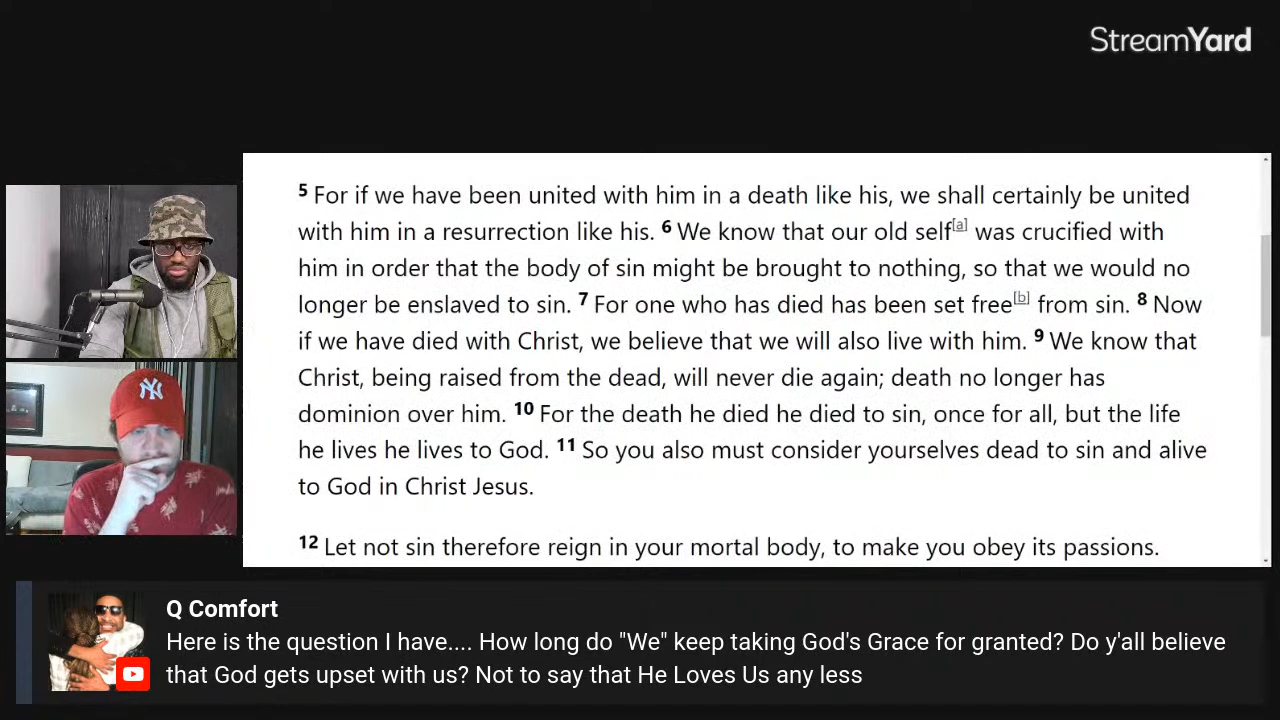 StreamYard
5 For if we have been united with him in a death like his, we shall certainly be united
with him in a resurrection like his. 6 We know that our old self[a] was crucified with
him in order that the body of sin might be brought to nothing, so that we would no
longer be enslaved to sin. 7 For one who has died has been set free[b] from sin. 8 Now
if we have died with Christ, we believe that we will also live with him. 9 We know that
Christ, being raised from the dead, will never die again; death no longer has
dominion over him. 10 For the death he died he died to sin, once for all, but the life
he lives he lives to God. 11 So you also must consider yourselves dead to sin and alive
to God in Christ Jesus.
12 Let not sin therefore reign in your mortal body, to make you obey its passions.
NY
Q Comfort
Here is the question I have.... How long do "We" keep taking God's Grace for granted? Do y'all believe
that God gets upset with us? Not to say that He Loves Us any less